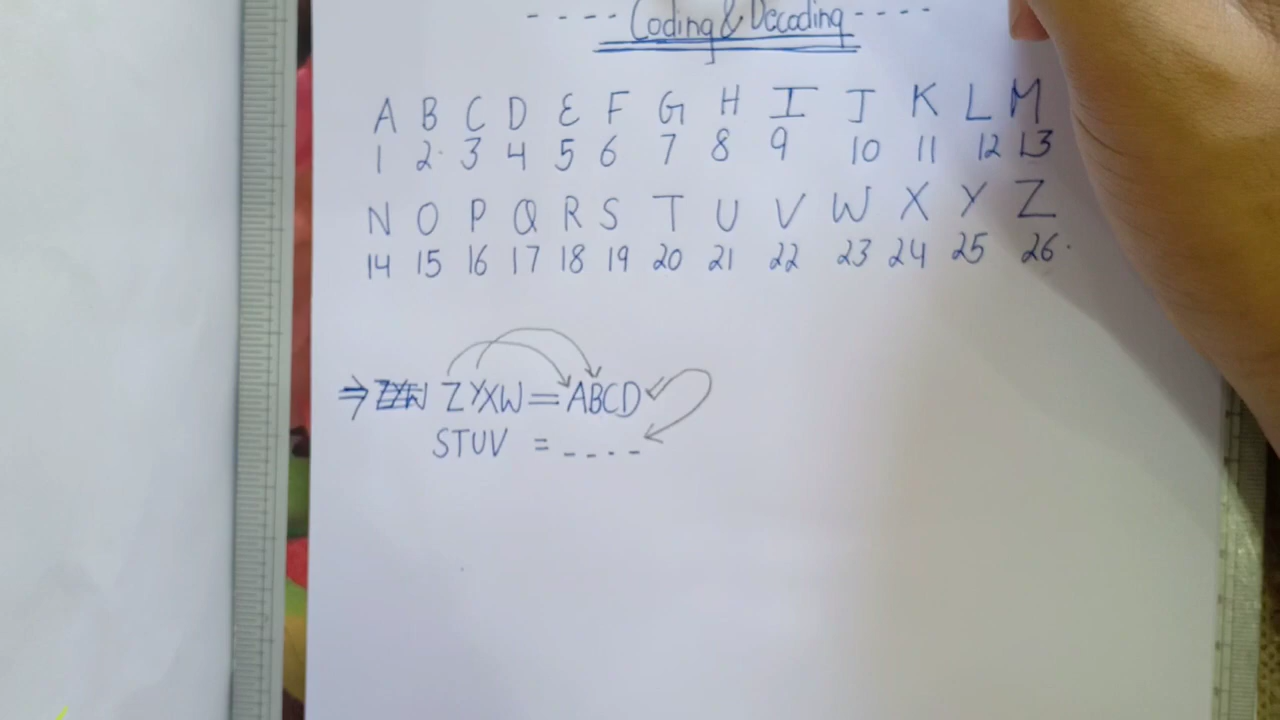 ---- Coding & Decoding ----
A B C D E F G H I J K L M
1 2 3 4 5 6 7 8 9 10 11 12 13
N O P Q R S T U V W X Y Z
14 15 16 17 18 19 20 21 22 23 24 25 26
⇒ ZYXW = ABCD
STUV = ----